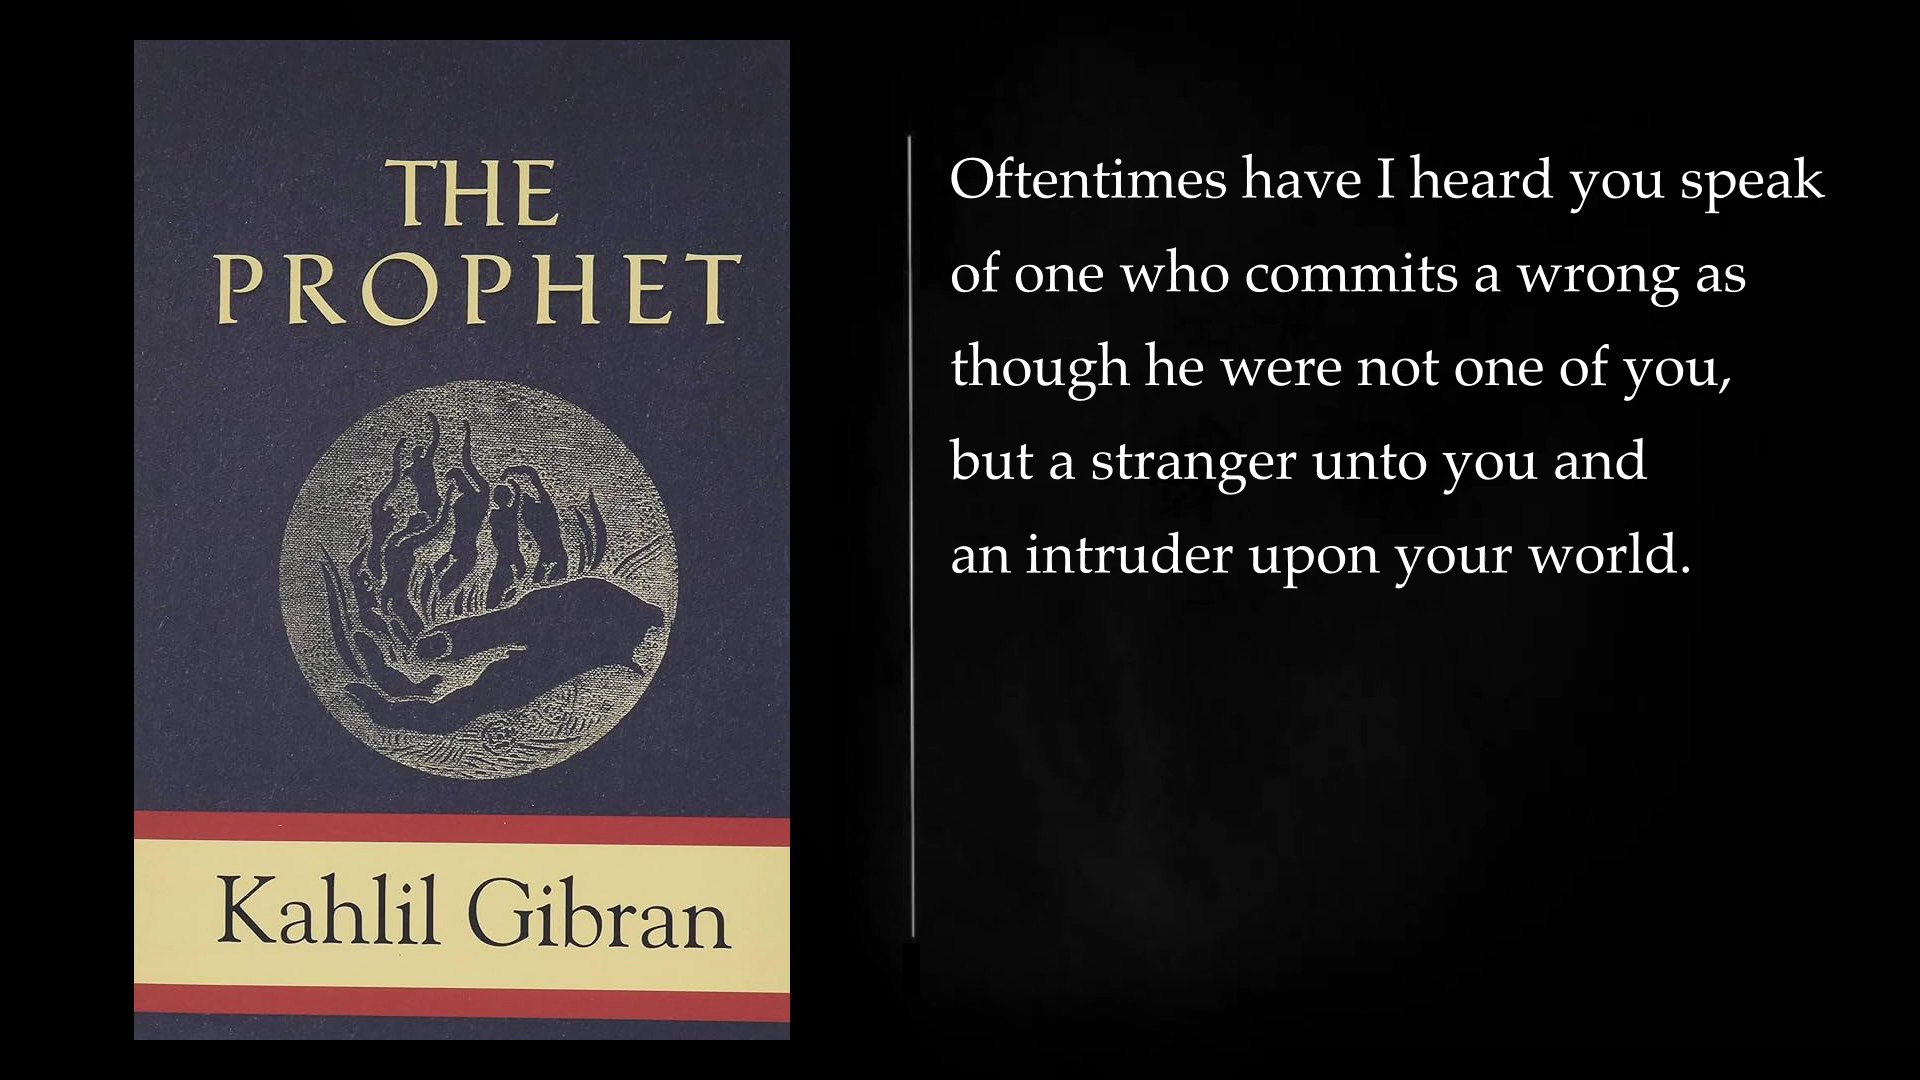 THE
PROPHET
Kahlil Gibran
Oftentimes have I heard you speak
of one who commits a wrong as
though he were not one of you,
but a stranger unto you and
an intruder upon your world.